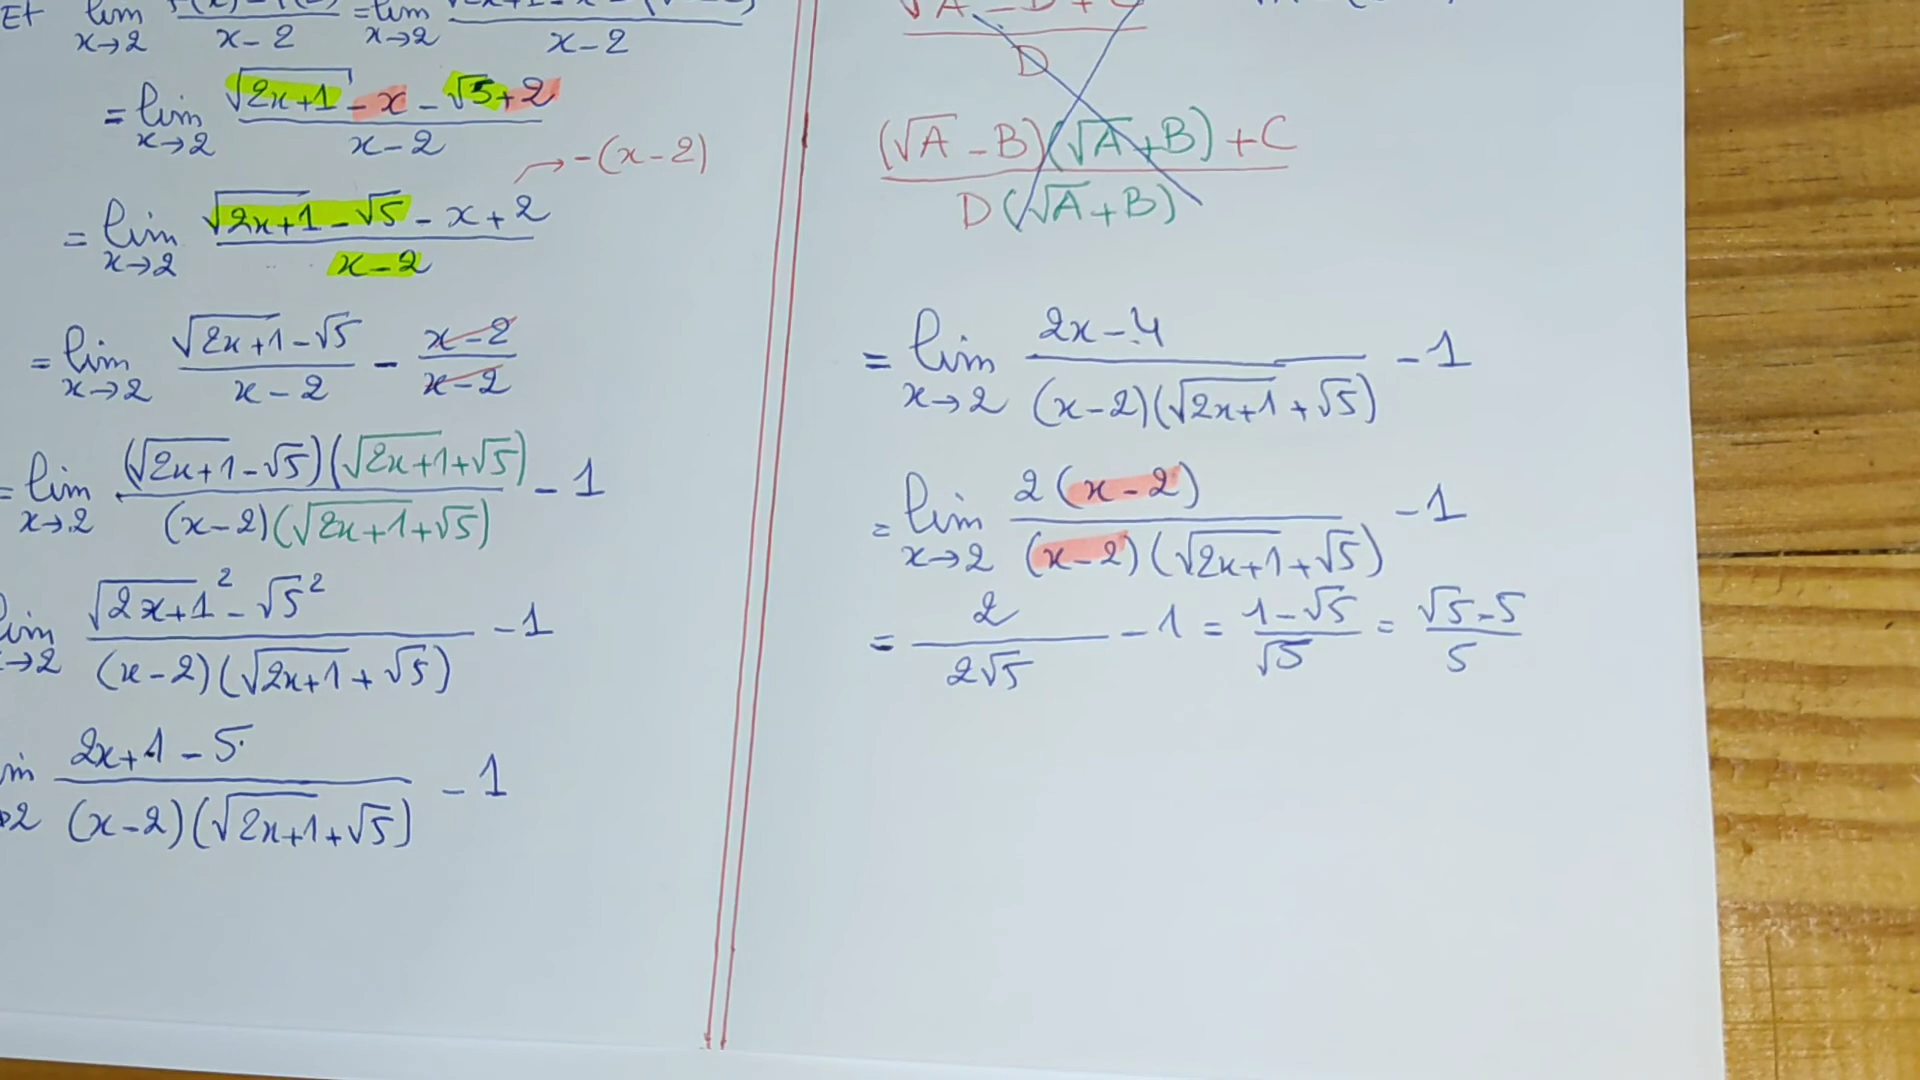 Et lim x→2 /(x-2) = lim x→2 /(x-2)
= lim x→2 (√(2x+1) - x - √5 + 2)/(x-2)
→ -(x-2)
= lim x→2 (√(2x+1) - √5 - x + 2)/(x-2)
= lim x→2 (√(2x+1) - √5)/(x-2) - (x-2)/(x-2)
= lim x→2 ((√(2x+1) - √5)(√(2x+1) + √5))/((x-2)(√(2x+1) + √5)) - 1
lim x→2 (√(2x+1)² - √5²)/((x-2)(√(2x+1) + √5)) - 1
(2x+1-5)/((x-2)(√(2x+1) + √5)) - 1
D
((√A - B)(√A + B) + C)/(D(√A + B))
= lim x→2 (2x-4)/((x-2)(√(2x+1) + √5)) - 1
= lim x→2 (2(x-2))/((x-2)(√(2x+1) + √5)) - 1
= 2/(2√5) - 1 = (1-√5)/√5 = (√5-5)/5